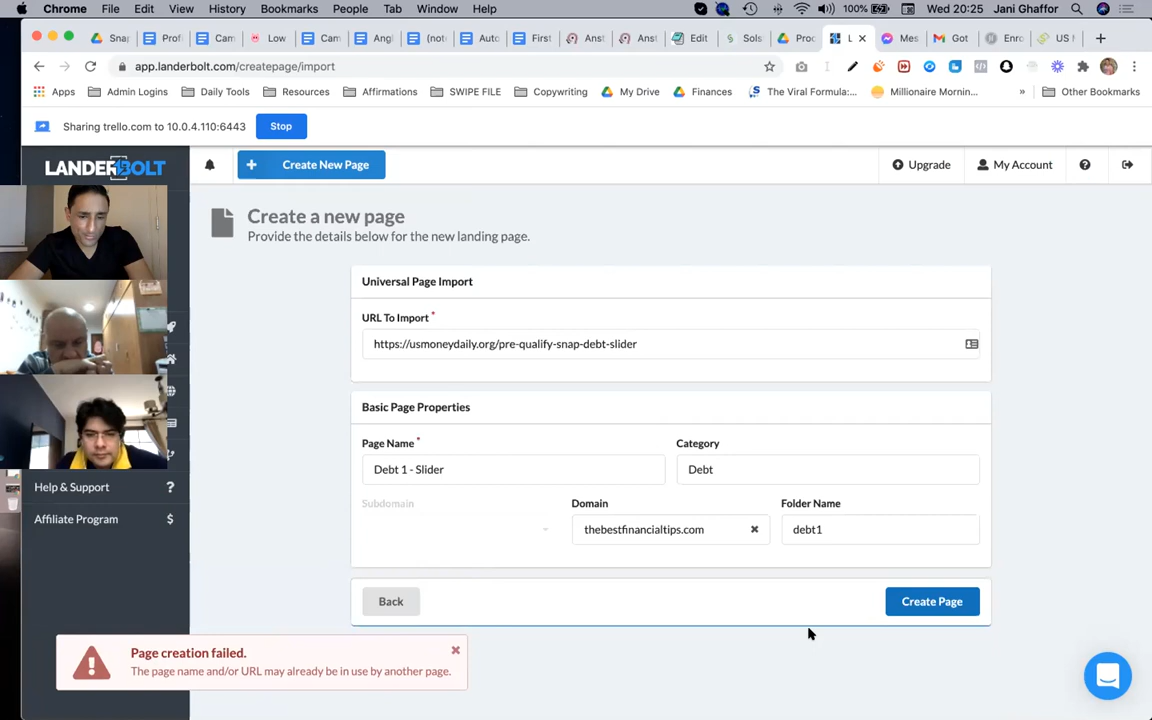 Chrome File Edit View History Bookmarks People Tab Window Help 100% Wed 20:25 Jani Ghaffor
Snap Profi Cam Low Cam Angl (not Auto First Anst Anst Edit Sols Proc L Mes Got Enro US M
app.landerbolt.com/createpage/import
Apps Admin Logins Daily Tools Resources Affirmations SWIPE FILE Copywriting My Drive Finances The Viral Formula:... Millionaire Mornin... » Other Bookmarks
Sharing trello.com to 10.0.4.110:6443 Stop
LANDERBOLT
+ Create New Page
Upgrade My Account
Create a new page
Provide the details below for the new landing page.
Universal Page Import
URL To Import *
https://usmoneydaily.org/pre-qualify-snap-debt-slider
Basic Page Properties
Page Name * Category
Debt 1 - Slider Debt
Subdomain Domain Folder Name
thebestfinancialtips.com debt1
Help & Support ?
Affiliate Program $
Back Create Page
Page creation failed.
The page name and/or URL may already be in use by another page.